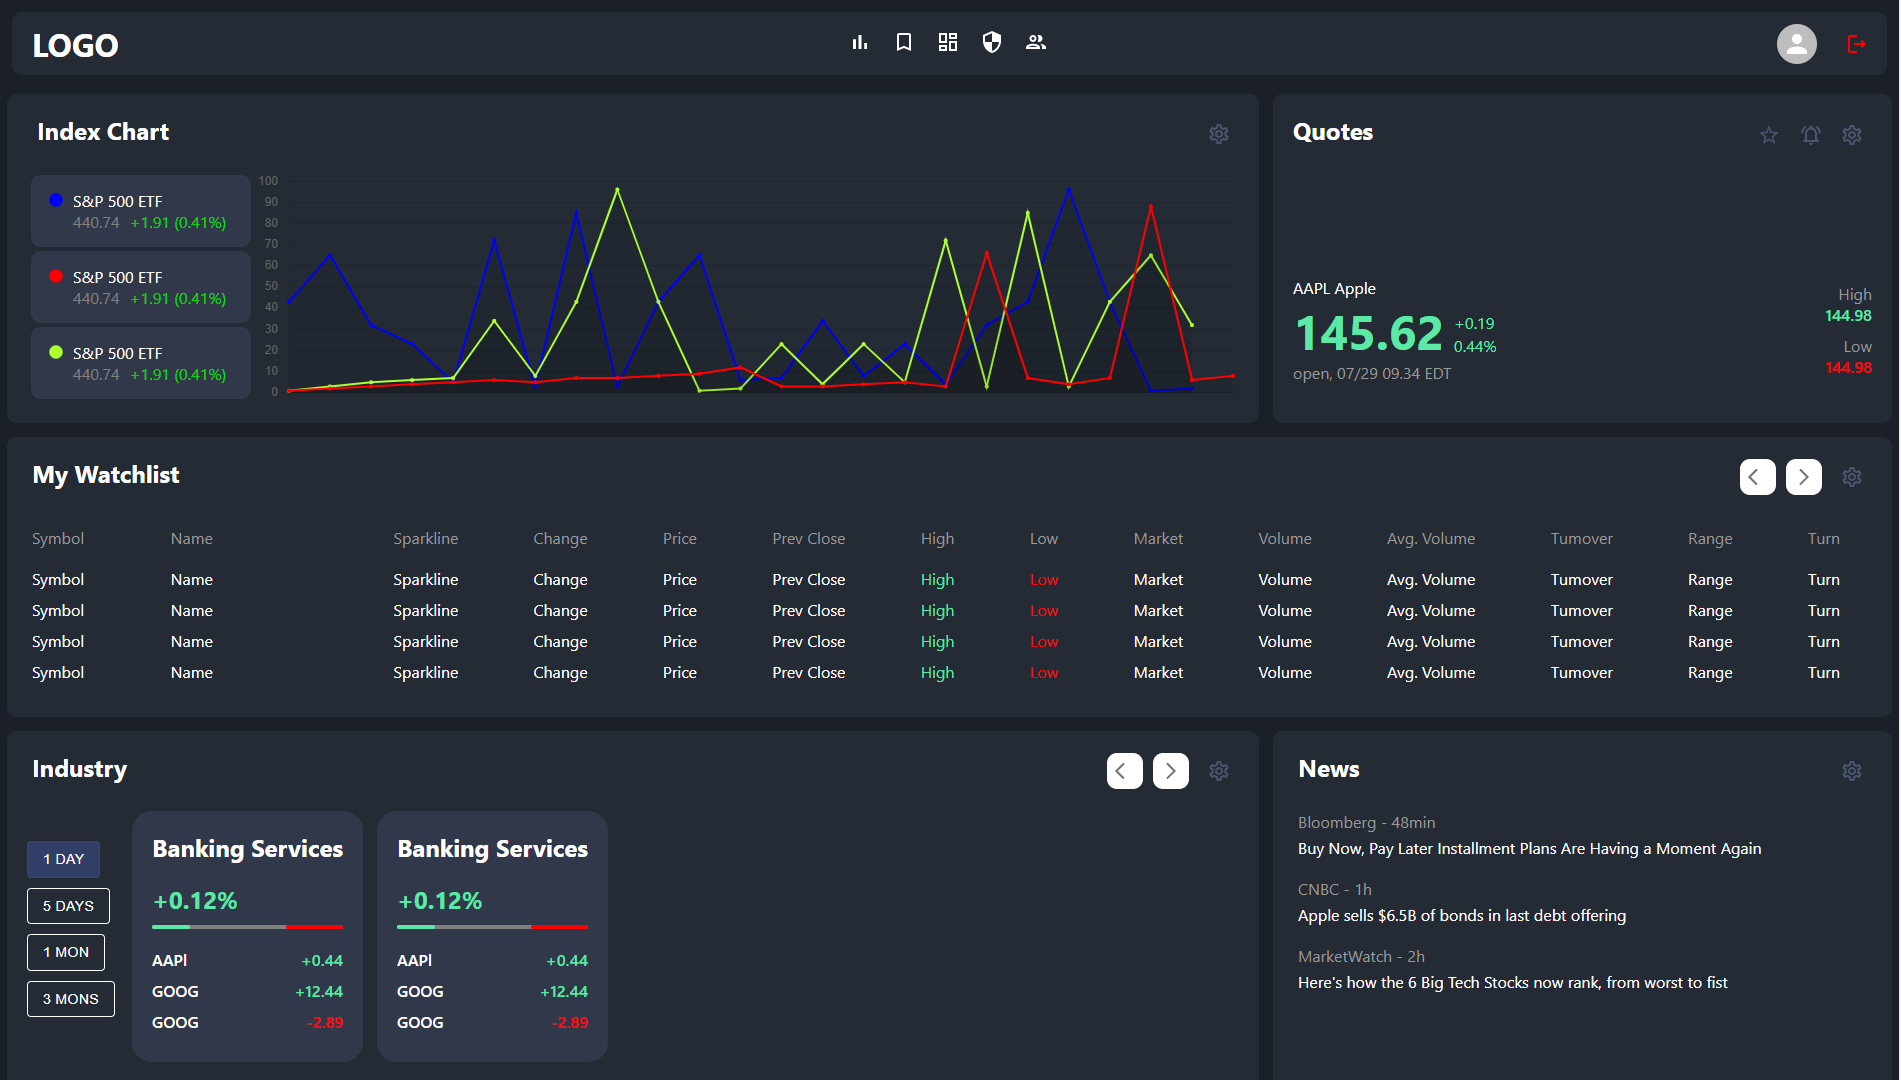 LOGO
Index Chart
S&P 500 ETF
440.74 +1.91 (0.41%)
S&P 500 ETF
440.74 +1.91 (0.41%)
S&P 500 ETF
440.74 +1.91 (0.41%)
100
90
80
70
60
50
40
30
20
10
0
Quotes
AAPL Apple
145.62
+0.19
0.44%
open, 07/29 09.34 EDT
High
144.98
Low
144.98
My Watchlist
Symbol Name Sparkline Change Price Prev Close High Low Market Volume Avg. Volume Tumover Range Turn
Symbol Name Sparkline Change Price Prev Close High Low Market Volume Avg. Volume Tumover Range Turn
Symbol Name Sparkline Change Price Prev Close High Low Market Volume Avg. Volume Tumover Range Turn
Symbol Name Sparkline Change Price Prev Close High Low Market Volume Avg. Volume Tumover Range Turn
Symbol Name Sparkline Change Price Prev Close High Low Market Volume Avg. Volume Tumover Range Turn
Industry
1 DAY
5 DAYS
1 MON
3 MONS
Banking Services
+0.12%
AAPl +0.44
GOOG +12.44
GOOG -2.89
Banking Services
+0.12%
AAPl +0.44
GOOG +12.44
GOOG -2.89
News
Bloomberg - 48min
Buy Now, Pay Later Installment Plans Are Having a Moment Again
CNBC - 1h
Apple sells $6.5B of bonds in last debt offering
MarketWatch - 2h
Here's how the 6 Big Tech Stocks now rank, from worst to fist